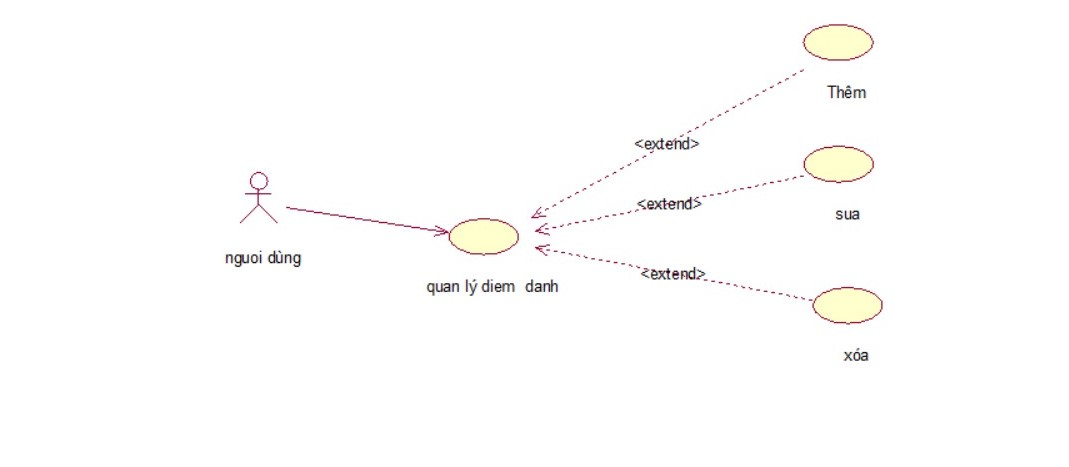 Thêm
<extend>
<extend>
sua
nguoi dùng
quan lý diem danh
<extend>
xóa